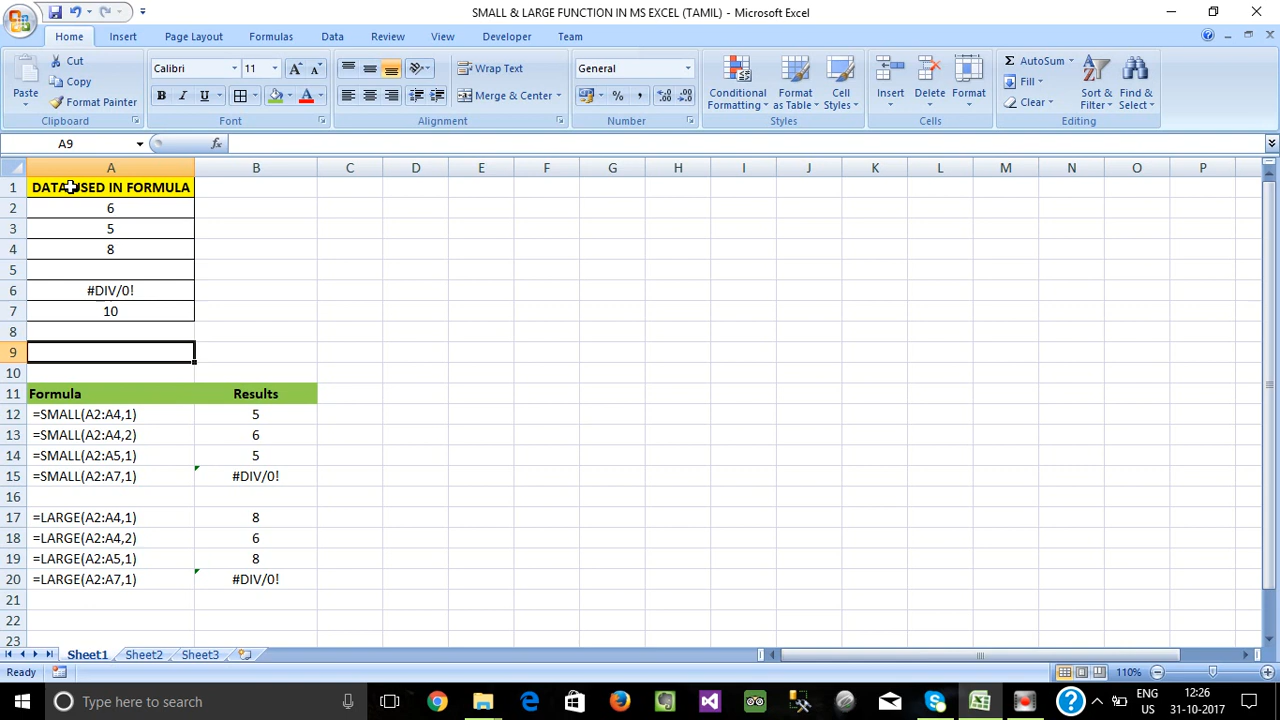 SMALL & LARGE FUNCTION IN MS EXCEL (TAMIL) - Microsoft Excel
Home Insert Page Layout Formulas Data Review View Developer Team
Cut
Copy
Format Painter
Paste
Clipboard
Calibri 11
B I U A
Font
Wrap Text
Merge & Center
Alignment
General
% ,
Number
Conditional Formatting
Format as Table
Cell Styles
Styles
Insert Delete Format
Cells
Σ AutoSum
Fill
Clear
Sort & Filter
Find & Select
Editing
A9 fx
A B C D E F G H I J K L M N O P
1 DATA USED IN FORMULA
2 6
3 5
4 8
5
6 #DIV/0!
7 10
8
9
10
11 Formula Results
12 =SMALL(A2:A4,1) 5
13 =SMALL(A2:A4,2) 6
14 =SMALL(A2:A5,1) 5
15 =SMALL(A2:A7,1) #DIV/0!
16
17 =LARGE(A2:A4,1) 8
18 =LARGE(A2:A4,2) 6
19 =LARGE(A2:A5,1) 8
20 =LARGE(A2:A7,1) #DIV/0!
21
22
23
Sheet1 Sheet2 Sheet3
Ready 110%
Type here to search
ENG IN
12:26
31-10-2017